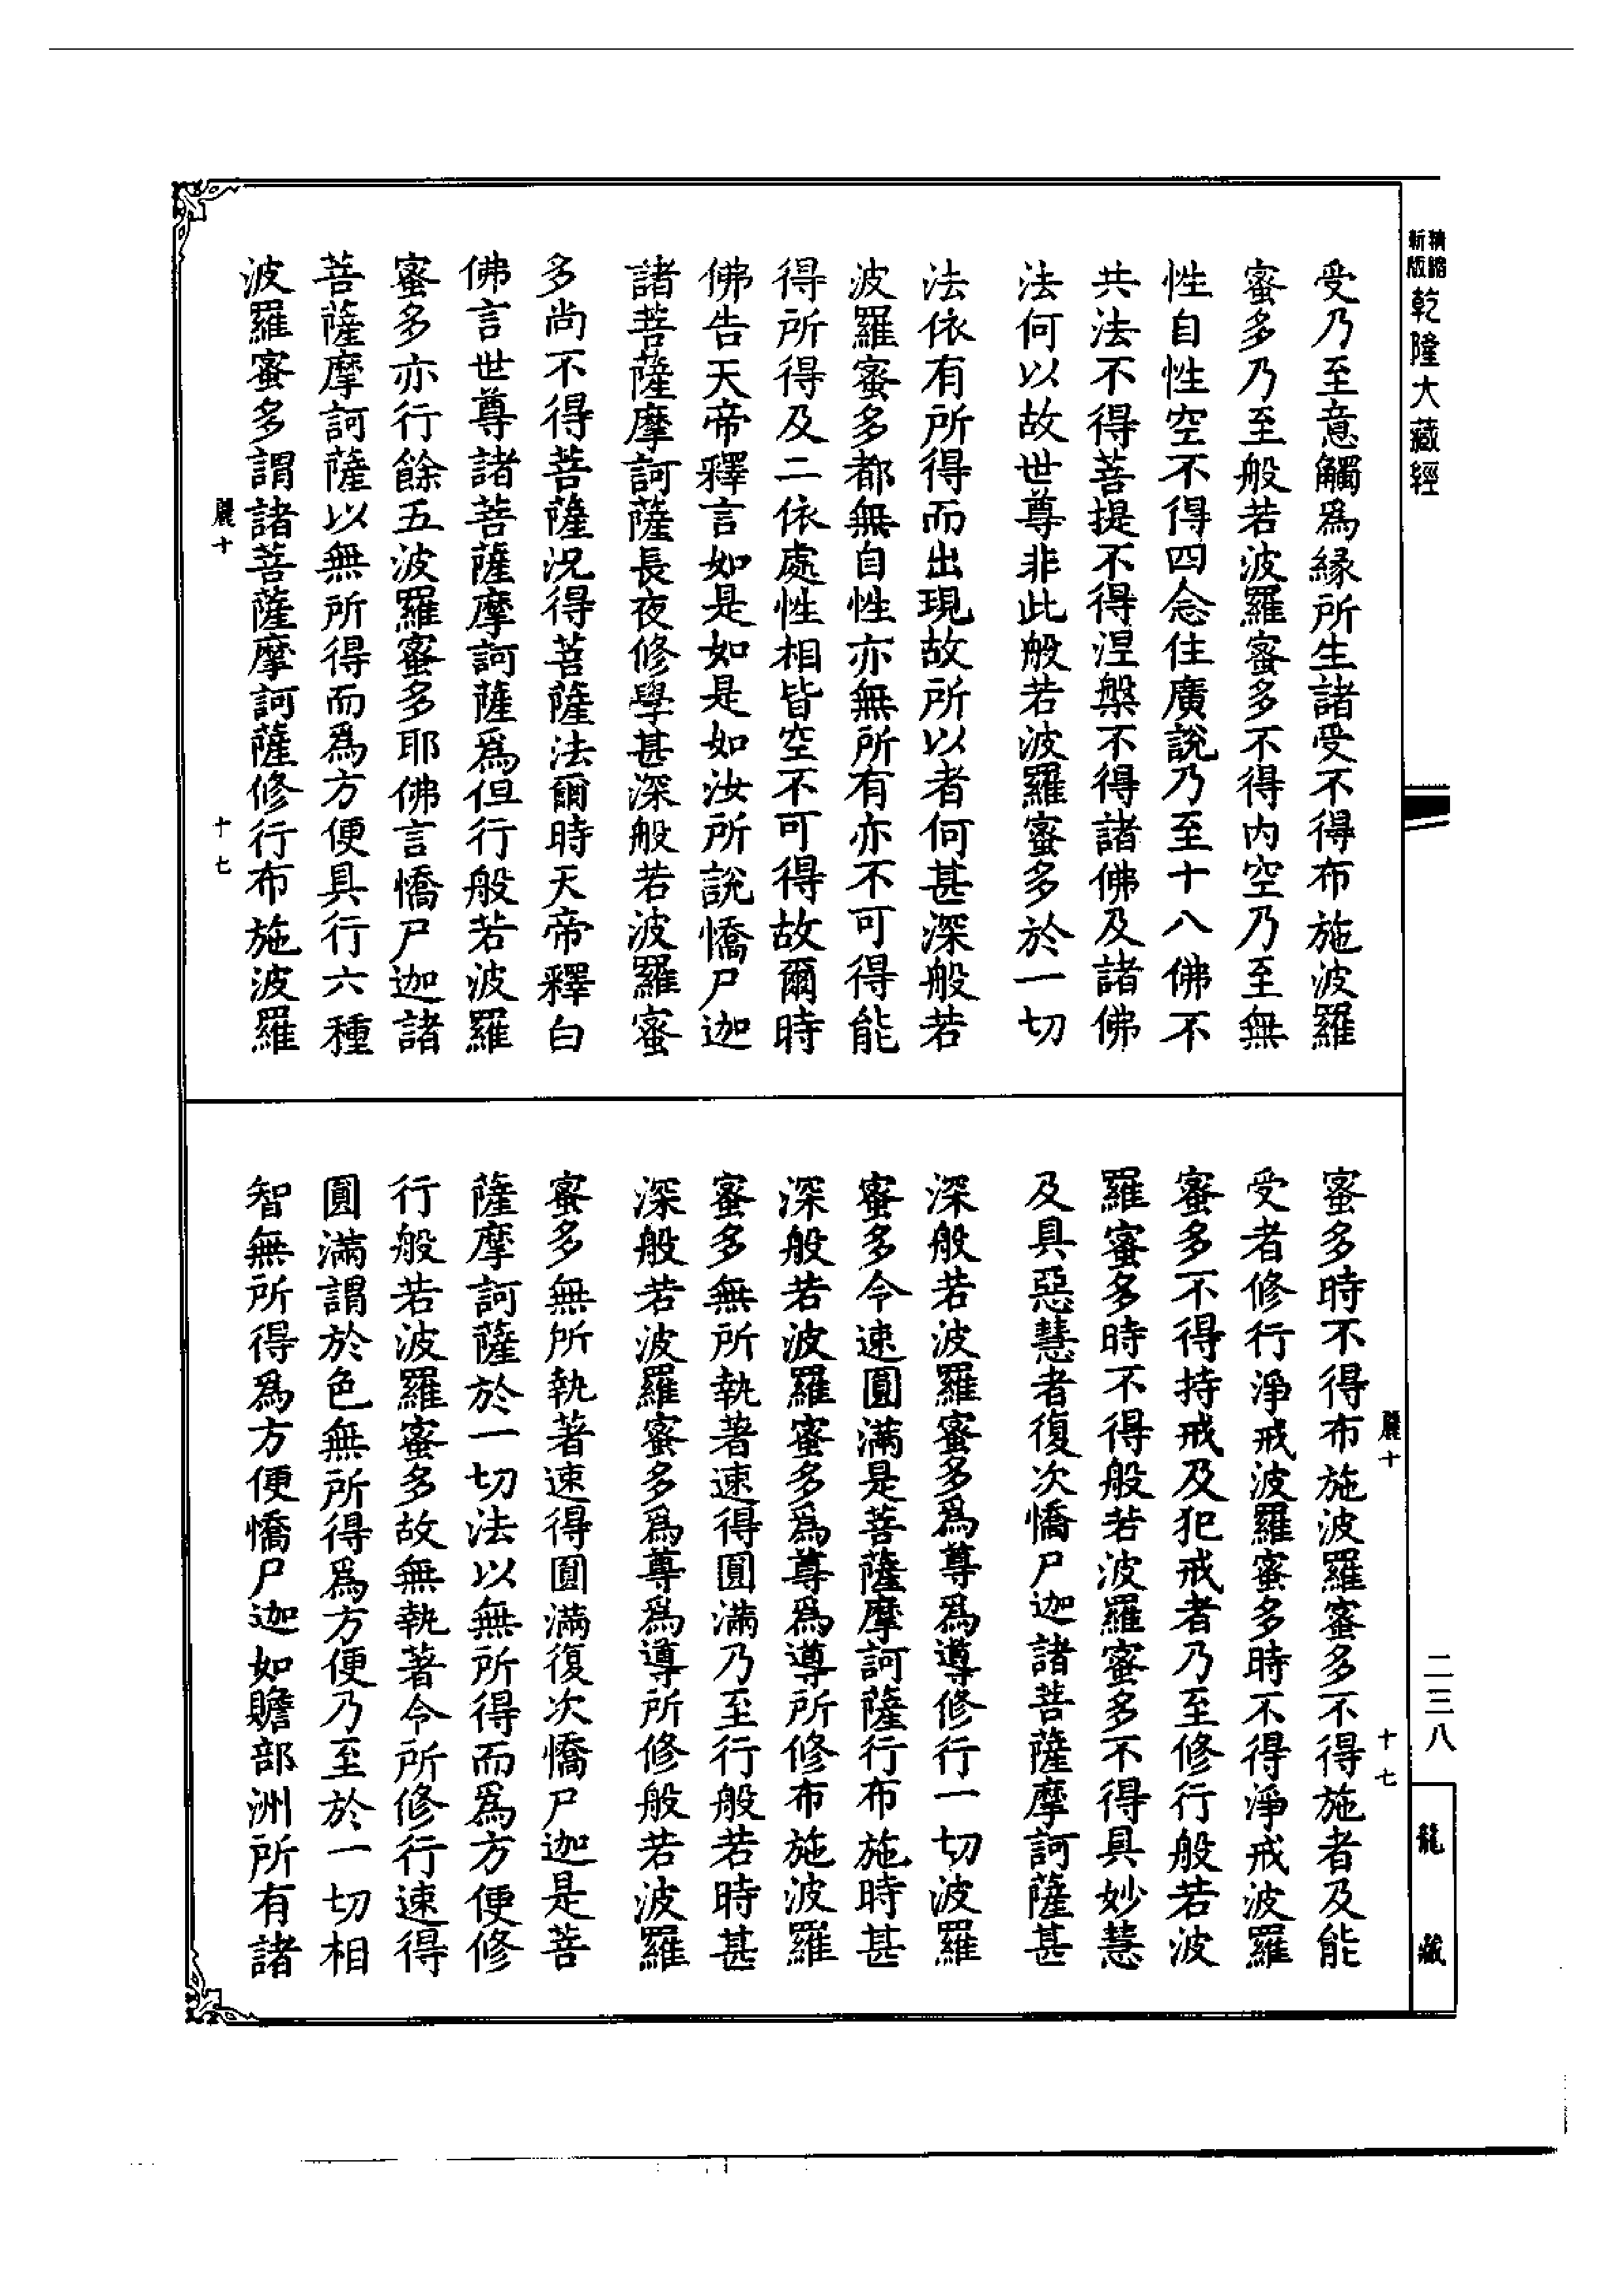 精縮新版乾隆大藏經
受乃至意觸爲緣所生諸受不得布施波羅
蜜多乃至般若波羅蜜多不得內空乃至無
性自性空不得四念住廣說乃至十八佛不
共法不得菩提不得涅槃不得諸佛及諸佛
法何以故世尊非此般若波羅蜜多於一切
法依有所得而出現故所以者何甚深般若
波羅蜜多都無自性亦無所有亦不可得能
得所得及二依處性相皆空不可得故爾時
佛告天帝釋言如是如是如汝所說憍尸迦
諸菩薩摩訶薩長夜修學甚深般若波羅蜜
多尚不得菩薩況得菩薩法爾時天帝釋白
佛言世尊諸菩薩摩訶薩爲但行般若波羅
蜜多亦行餘五波羅蜜多耶佛言憍尸迦諸
菩薩摩訶薩以無所得而爲方便具行六種
波羅蜜多謂諸菩薩摩訶薩修行布施波羅
麗十 十七
麗十 十七
蜜多時不得布施波羅蜜多不得施者及能
受者修行淨戒波羅蜜多時不得淨戒波羅
蜜多不得持戒及犯戒者乃至修行般若波
羅蜜多時不得般若波羅蜜多不得具妙慧
及具惡慧者復次憍尸迦諸菩薩摩訶薩甚
深般若波羅蜜多爲尊爲導修行一切波羅
蜜多令速圓滿是菩薩摩訶薩行布施時甚
深般若波羅蜜多爲尊爲導所修布施波羅
蜜多無所執著速得圓滿乃至行般若時甚
深般若波羅蜜多爲尊爲導所修般若波羅
蜜多無所執著速得圓滿復次憍尸迦是菩
薩摩訶薩於一切法以無所得而爲方便修
行般若波羅蜜多故無執著令所修行速得
圓滿謂於色無所得爲方便乃至於一切相
智無所得爲方便憍尸迦如贍部洲所有諸
二三八
龍藏